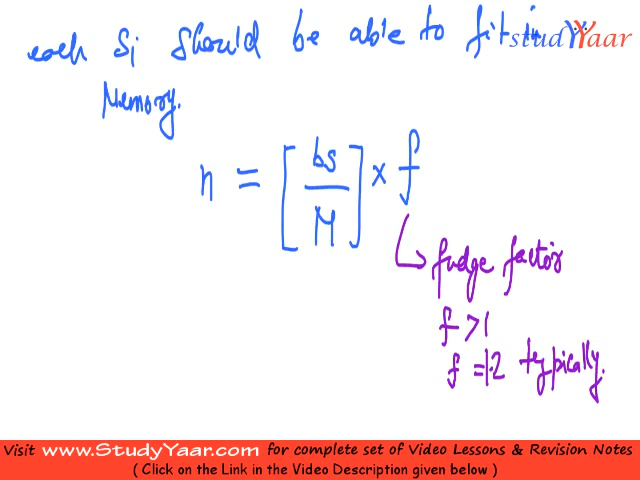 each Si should be able to fit in
studYYaar
Memory.
n = [bs/M] × f
fudge factor
f > 1
f = 1.2 typically.
Visit www.StudyYaar.com for complete set of Video Lessons & Revision Notes
( Click on the Link in the Video Description given below )